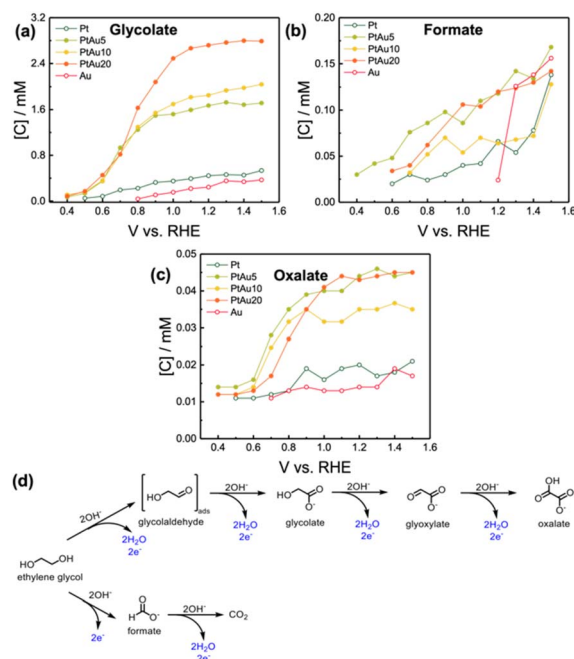 (a) Glycolate
Pt
PtAu5
PtAu10
PtAu20
Au
[C] / mM
2.8
2.4
1.6
0.8
0.0
0.4 0.6 0.8 1.0 1.2 1.4 1.6
V vs. RHE
(b) Formate
Pt
PtAu5
PtAu10
PtAu20
Au
[C] / mM
0.20
0.15
0.10
0.05
0.00
0.4 0.6 0.8 1.0 1.2 1.4 1.6
V vs. RHE
(c) Oxalate
Pt
PtAu5
PtAu10
PtAu20
Au
[C] / mM
0.05
0.04
0.03
0.02
0.01
0.00
0.4 0.6 0.8 1.0 1.2 1.4 1.6
V vs. RHE
(d)
HO OH
ethylene glycol
2OH-
2H₂O
2e-
HO O
ads
glycolaldehyde
2OH-
2H₂O
2e-
HO O
O-
glycolate
2OH-
2H₂O
2e-
O O
O-
glyoxylate
2OH-
2H₂O
2e-
OH
O O
O-
oxalate
2OH-
2e-
O
H O-
formate
2OH-
2H₂O
2e-
CO₂